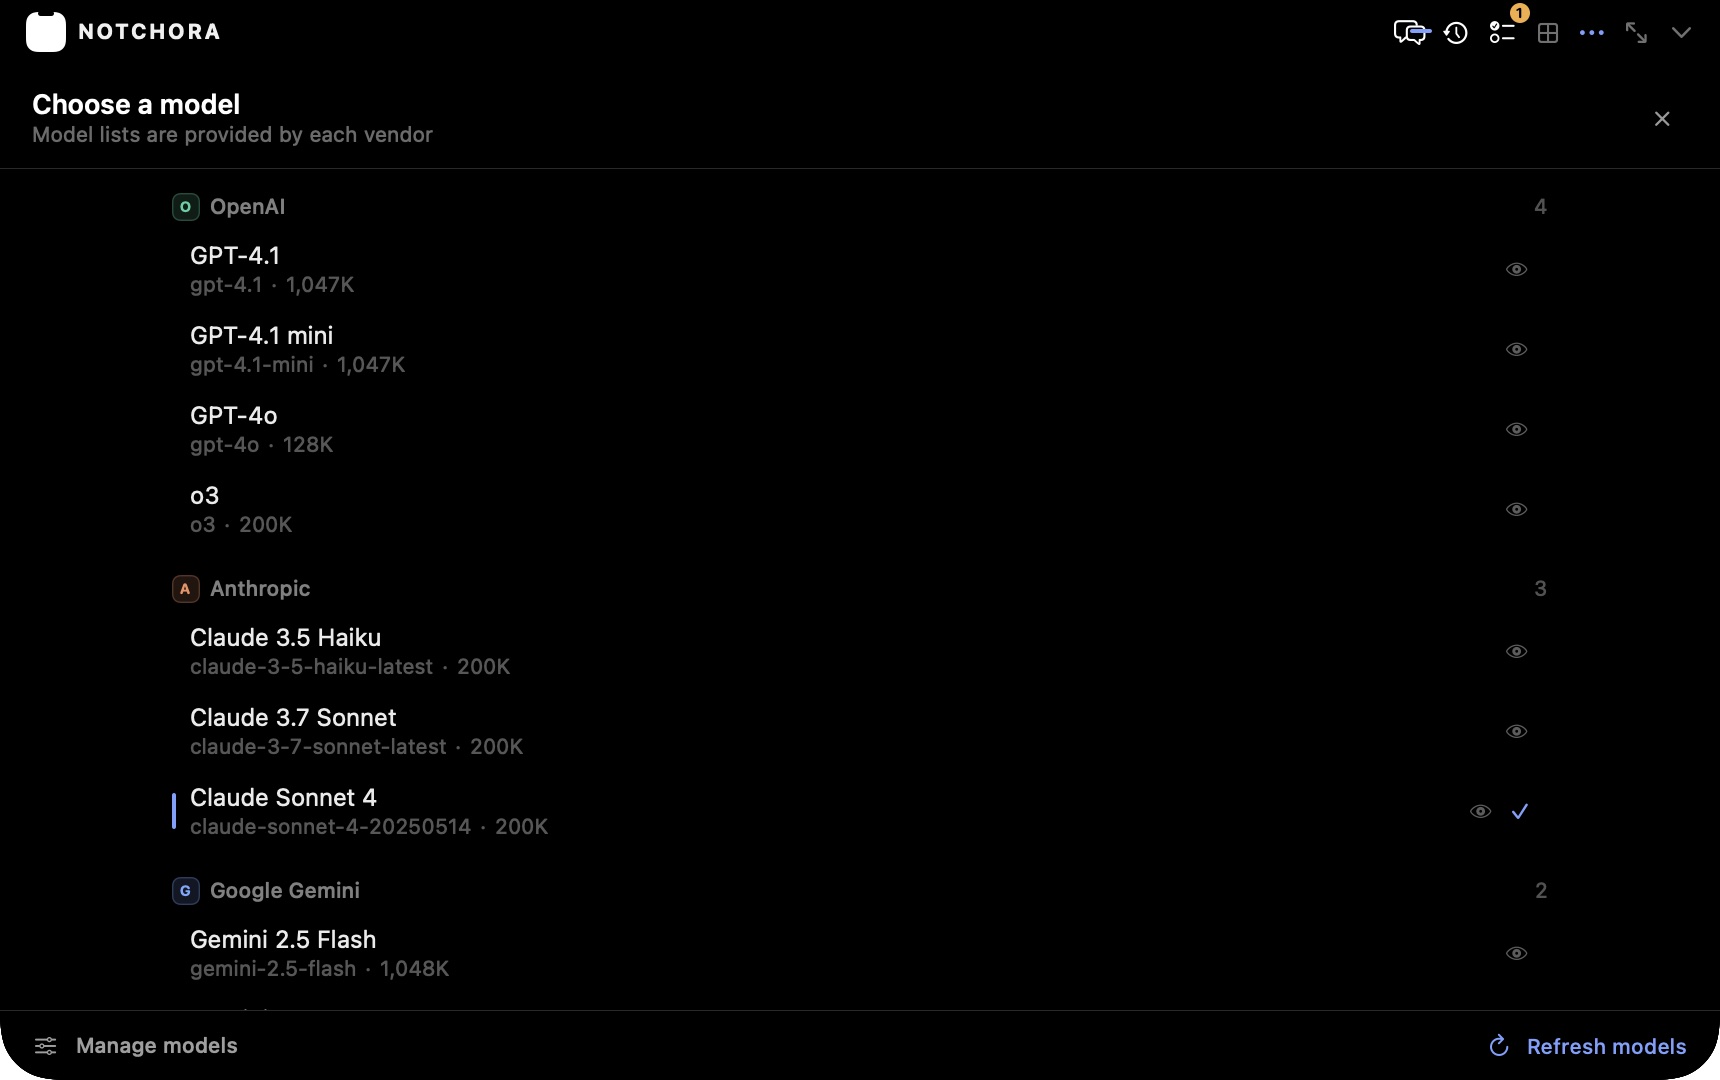 NOTCHORA
1
Choose a model
Model lists are provided by each vendor
O OpenAI 4
GPT-4.1
gpt-4.1 · 1,047K
GPT-4.1 mini
gpt-4.1-mini · 1,047K
GPT-4o
gpt-4o · 128K
o3
o3 · 200K
A Anthropic 3
Claude 3.5 Haiku
claude-3-5-haiku-latest · 200K
Claude 3.7 Sonnet
claude-3-7-sonnet-latest · 200K
Claude Sonnet 4
claude-sonnet-4-20250514 · 200K
G Google Gemini 2
Gemini 2.5 Flash
gemini-2.5-flash · 1,048K
Manage models
Refresh models